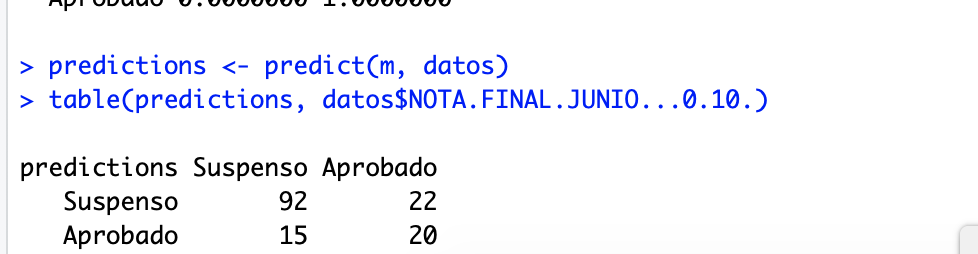 > predictions <- predict(m, datos)
> table(predictions, datos$NOTA.FINAL.JUNIO...0.10.)
predictions Suspenso Aprobado
Suspenso 92 22
Aprobado 15 20